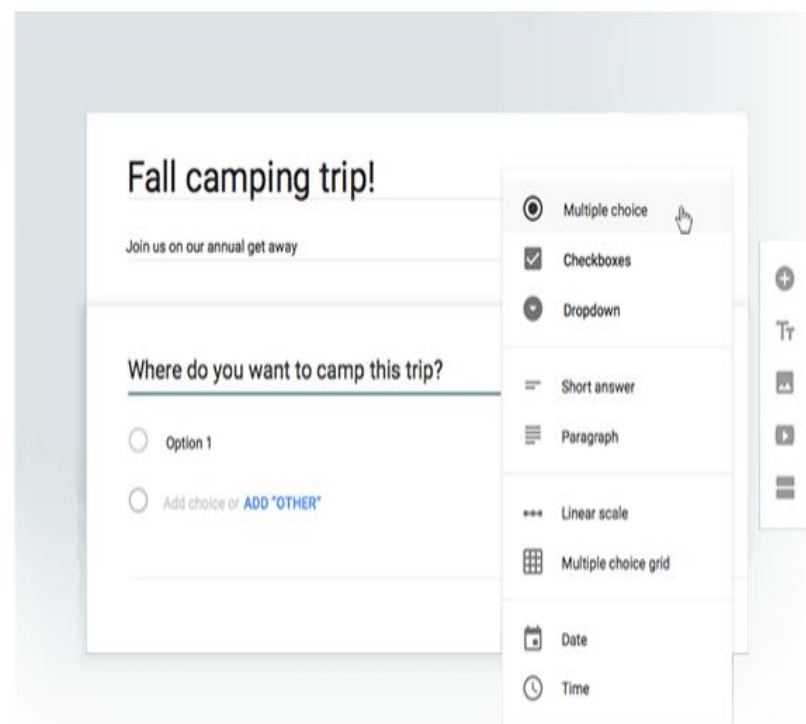 Fall camping trip!
Join us on our annual get away
Where do you want to camp this trip?
Option 1
Add choice or ADD "OTHER"
Multiple choice
Checkboxes
Dropdown
Short answer
Paragraph
Linear scale
Multiple choice grid
Date
Time
Tт